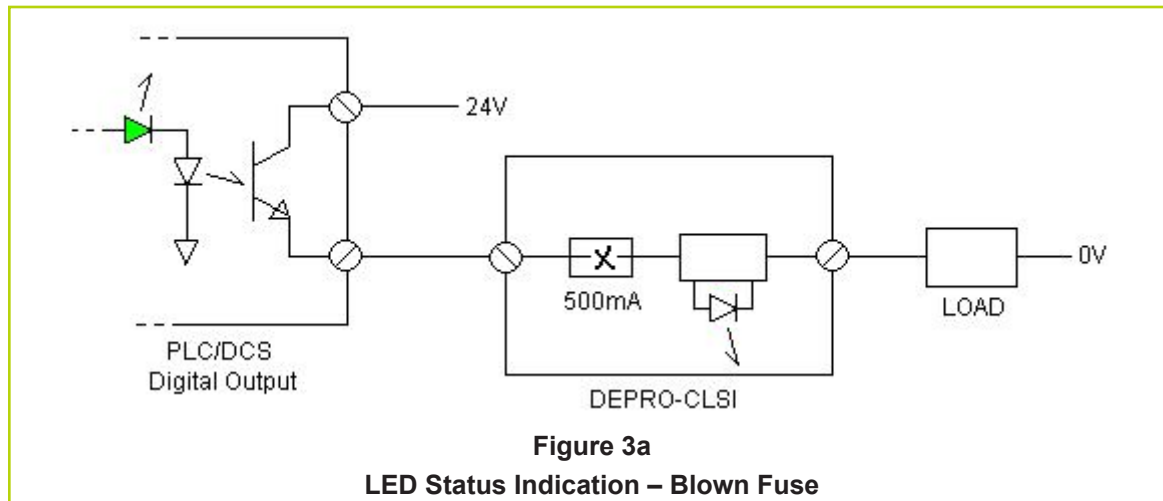 24V
500mA
0V
LOAD
PLC/DCS
Digital Output
DEPRO-CLSI
Figure 3a
LED Status Indication – Blown Fuse